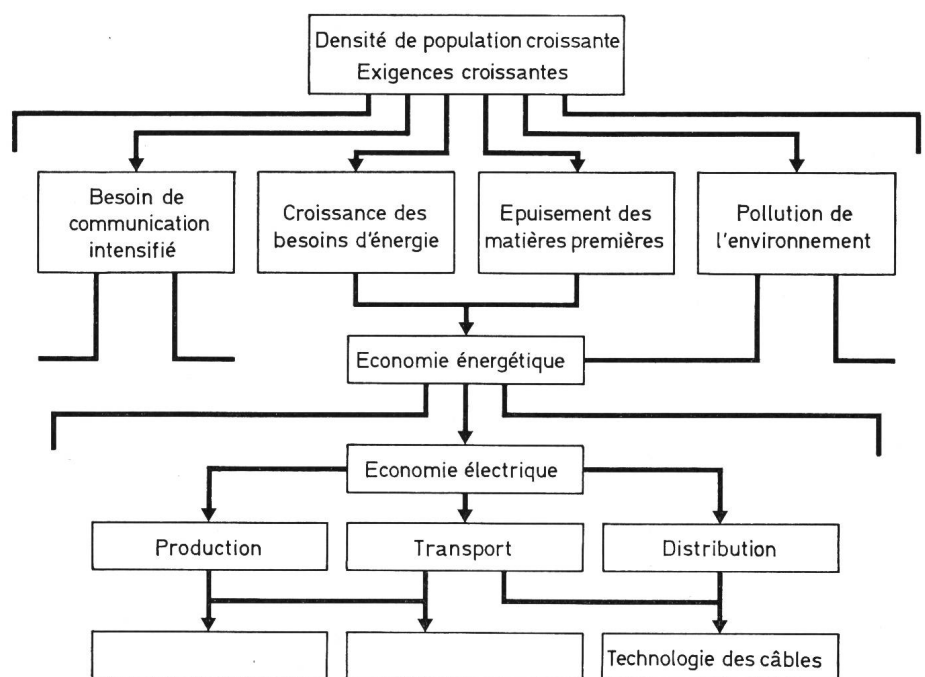 Densité de population croissante
Exigences croissantes
Besoin de
communication
intensifié
Croissance des
besoins d'énergie
Epuisement des
matières premières
Pollution de
l'environnement
Economie énergétique
Economie électrique
Production
Transport
Distribution
Technologie des câbles